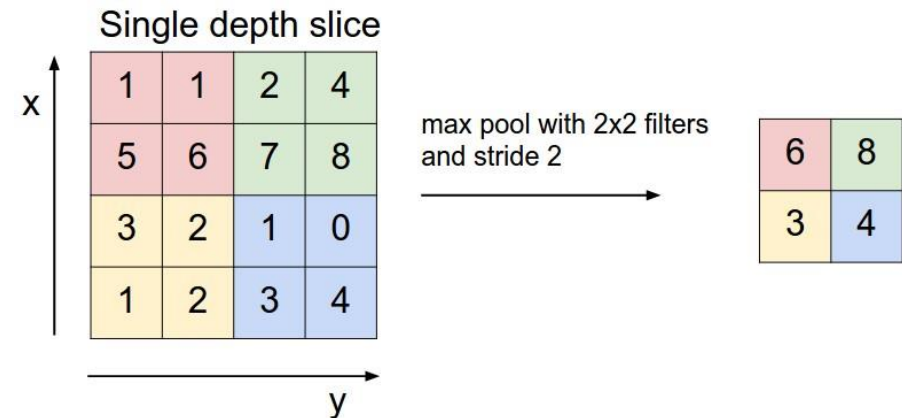 Single depth slice
x
1 1 2 4
5 6 7 8
3 2 1 0
1 2 3 4
y
max pool with 2x2 filters
and stride 2
6 8
3 4